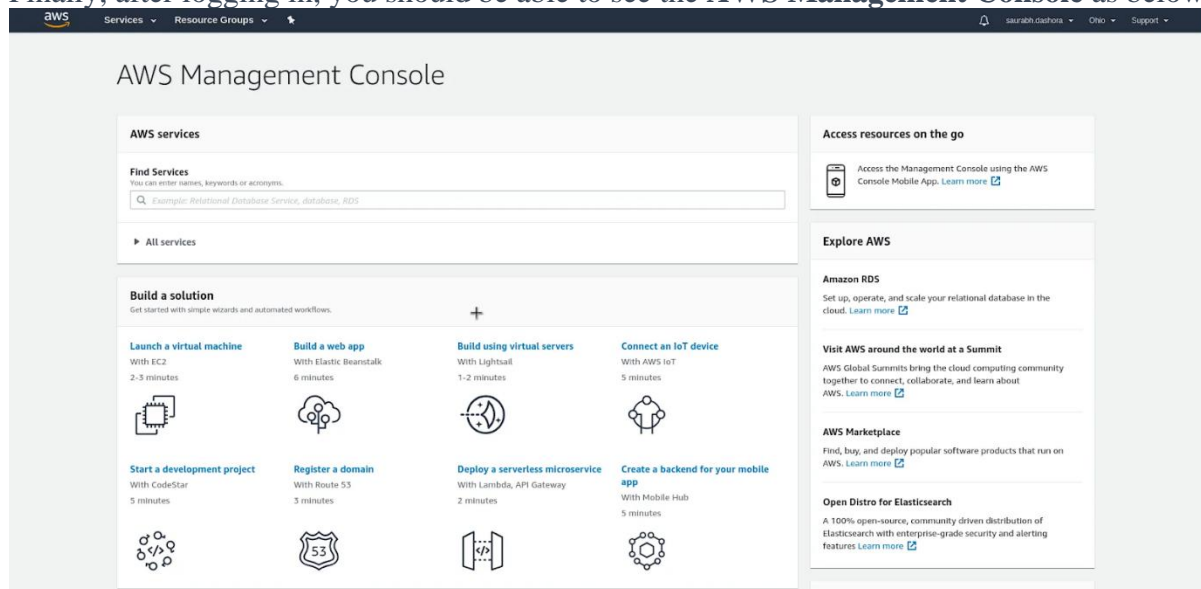 Finally, after logging in, you should be able to see the AWS Management Console as below
aws Services Resource Groups saurabh.dashora Ohio Support
AWS Management Console
AWS services
Find Services
You can enter names, keywords or acronyms.
Example: Relational Database Service, database, RDS
All services
Build a solution
Get started with simple wizards and automated workflows.
Launch a virtual machine
With EC2
2-3 minutes
Build a web app
With Elastic Beanstalk
6 minutes
Build using virtual servers
With Lightsail
1-2 minutes
Connect an IoT device
With AWS IoT
5 minutes
Start a development project
With CodeStar
5 minutes
Register a domain
With Route 53
3 minutes
53
Deploy a serverless microservice
With Lambda, API Gateway
2 minutes
Create a backend for your mobile
app
With Mobile Hub
5 minutes
Access resources on the go
Access the Management Console using the AWS
Console Mobile App. Learn more
Explore AWS
Amazon RDS
Set up, operate, and scale your relational database in the
cloud. Learn more
Visit AWS around the world at a Summit
AWS Global Summits bring the cloud computing community
together to connect, collaborate, and learn about
AWS. Learn more
AWS Marketplace
Find, buy, and deploy popular software products that run on
AWS. Learn more
Open Distro for Elasticsearch
A 100% open-source, community driven distribution of
Elasticsearch with enterprise-grade security and alerting
features Learn more